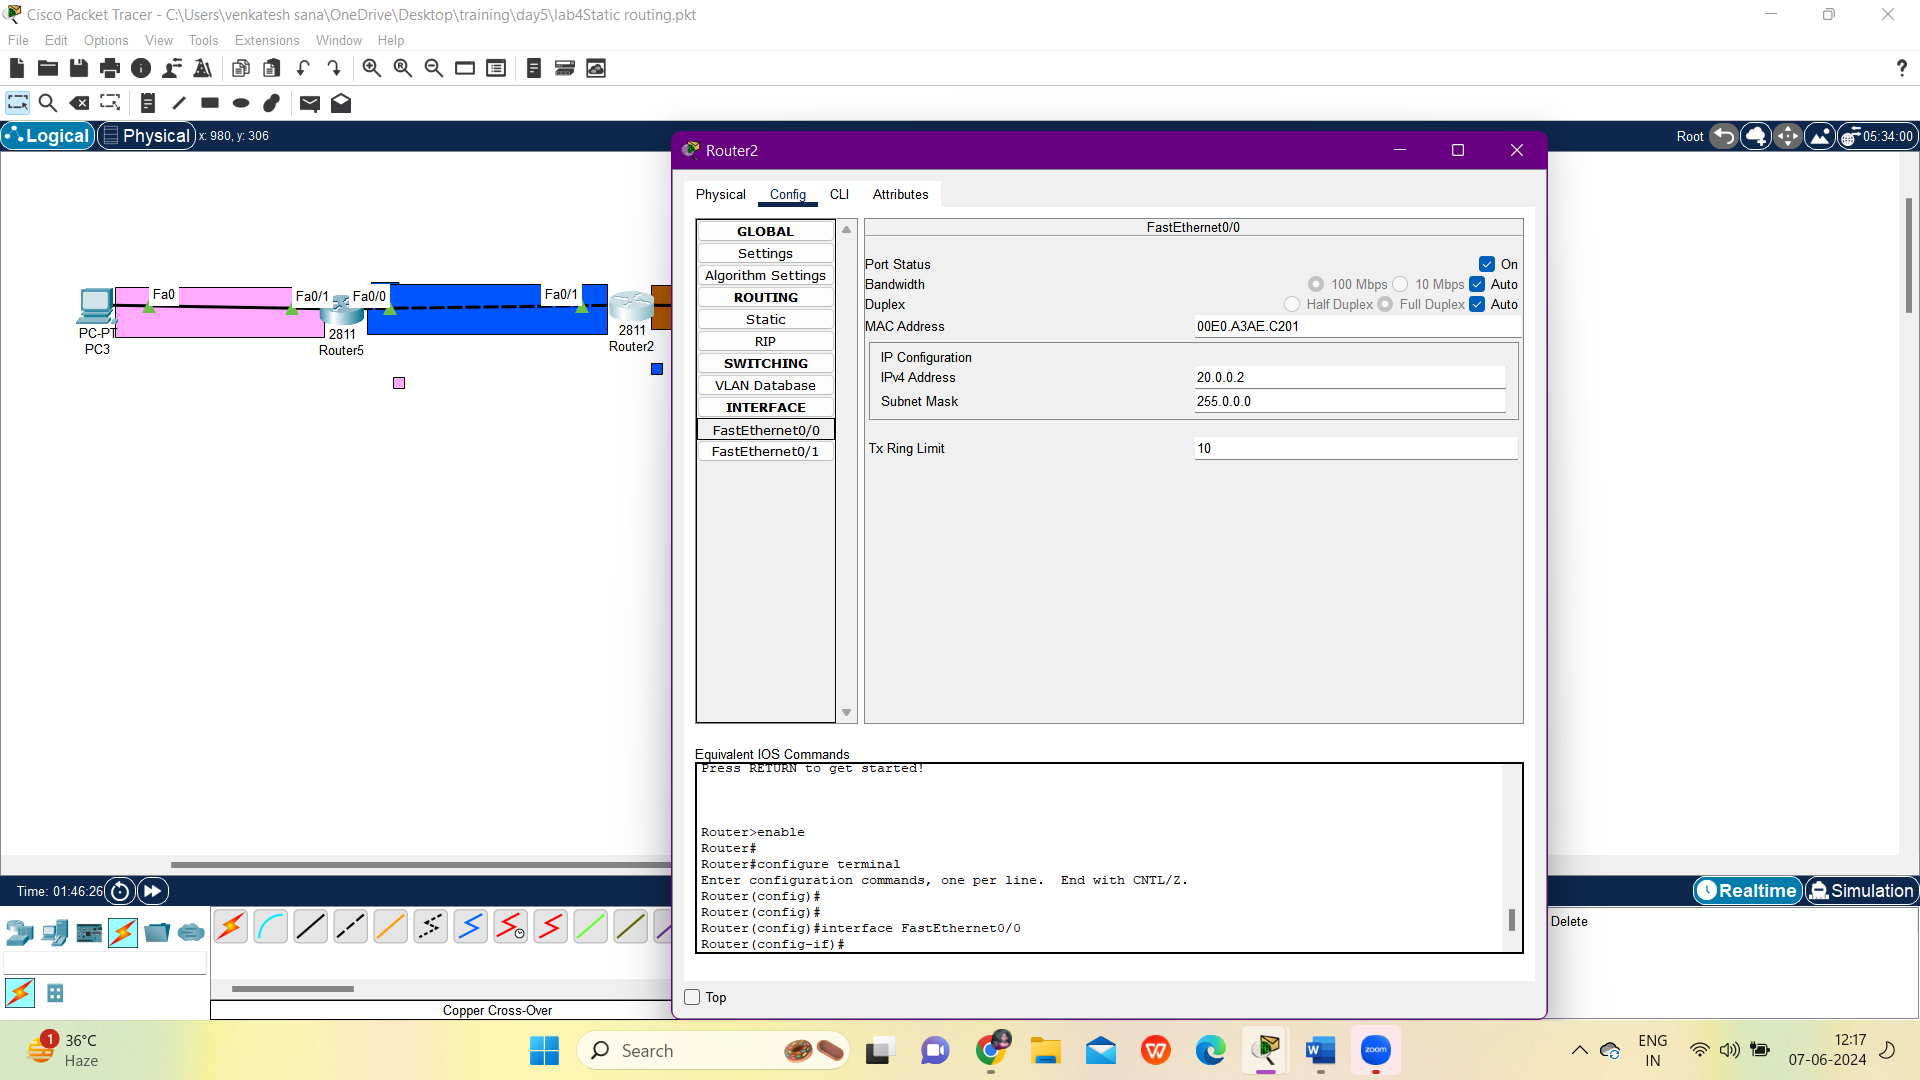 Cisco Packet Tracer - C:\Users\venkatesh sana\OneDrive\Desktop\training\day5\lab4Static routing.pkt
File Edit Options View Tools Extensions Window Help
?
Logical Physical x: 980, y: 306
Root 05:34:00
Router2
Physical Config CLI Attributes
GLOBAL
Settings
Algorithm Settings
ROUTING
Static
RIP
SWITCHING
VLAN Database
INTERFACE
FastEthernet0/0
FastEthernet0/1
FastEthernet0/0
Port Status On
Bandwidth 100 Mbps 10 Mbps Auto
Duplex Half Duplex Full Duplex Auto
MAC Address 00E0.A3AE.C201
IP Configuration
IPv4 Address 20.0.0.2
Subnet Mask 255.0.0.0
Tx Ring Limit 10
Fa0 Fa0/1 Fa0/0 Fa0/1
PC-PT
PC3
2811
Router5
2811
Router2
Equivalent IOS Commands
Press RETURN to get started!
Router>enable
Router#
Router#configure terminal
Enter configuration commands, one per line. End with CNTL/Z.
Router(config)#
Router(config)#
Router(config)#interface FastEthernet0/0
Router(config-if)#
Top
Time: 01:46:26
Realtime Simulation
Delete
Copper Cross-Over
1
36°C
Haze
Search
W
W
zoom
ENG
IN
12:17
07-06-2024